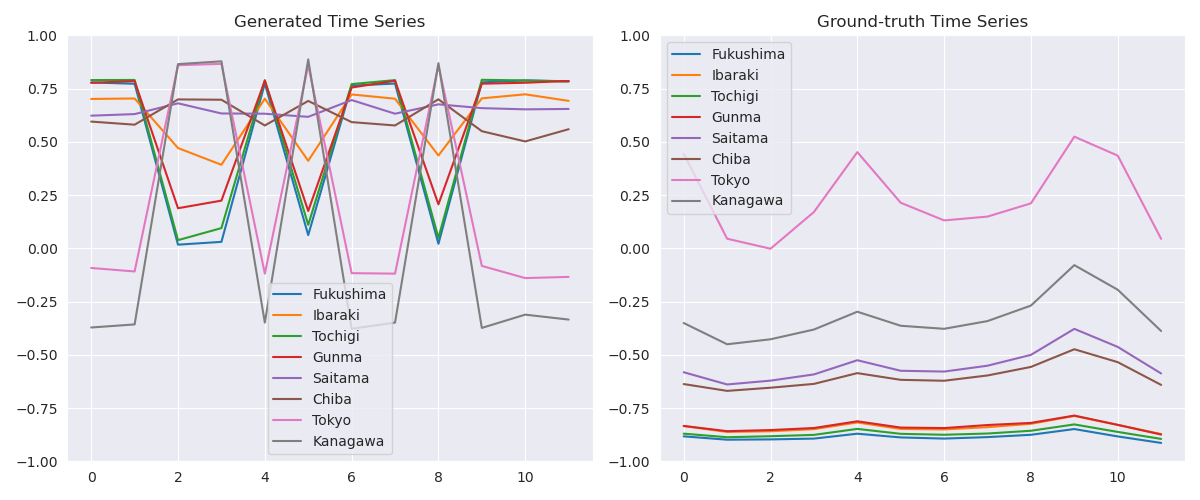 Generated Time Series
1.00
0.75
0.50
0.25
0.00
−0.25
−0.50
−0.75
−1.00
0
2
4
6
8
10
Fukushima
Ibaraki
Tochigi
Gunma
Saitama
Chiba
Tokyo
Kanagawa
Ground-truth Time Series
1.00
0.75
0.50
0.25
0.00
−0.25
−0.50
−0.75
−1.00
0
2
4
6
8
10
Fukushima
Ibaraki
Tochigi
Gunma
Saitama
Chiba
Tokyo
Kanagawa